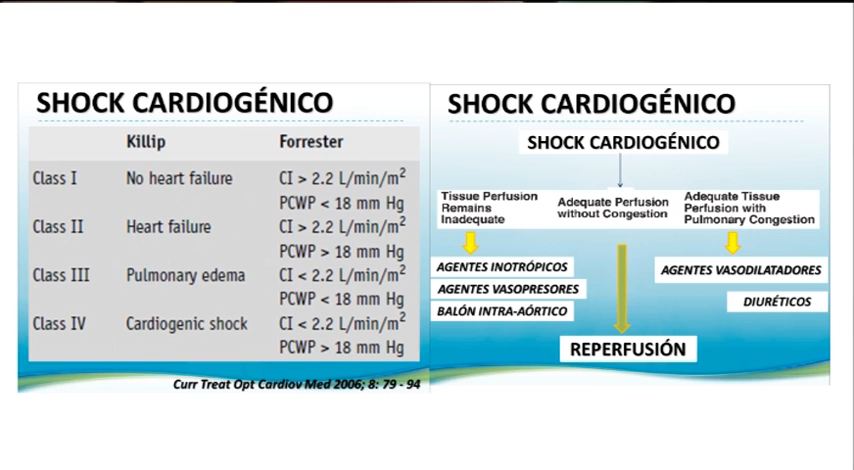 SHOCK CARDIOGÉNICO
Killip Forrester
Class I No heart failure CI > 2.2 L/min/m²
PCWP < 18 mm Hg
Class II Heart failure CI > 2.2 L/min/m²
PCWP > 18 mm Hg
Class III Pulmonary edema CI < 2.2 L/min/m²
PCWP < 18 mm Hg
Class IV Cardiogenic shock CI < 2.2 L/min/m²
PCWP > 18 mm Hg
Curr Treat Opt Cardiov Med 2006; 8: 79 - 94
SHOCK CARDIOGÉNICO
SHOCK CARDIOGÉNICO
Tissue Perfusion
Remains
Inadequate
Adequate Perfusion
without Congestion
Adequate Tissue
Perfusion with
Pulmonary Congestion
AGENTES INOTRÓPICOS
AGENTES VASOPRESORES
BALÓN INTRA-AÓRTICO
AGENTES VASODILATADORES
DIURÉTICOS
REPERFUSIÓN